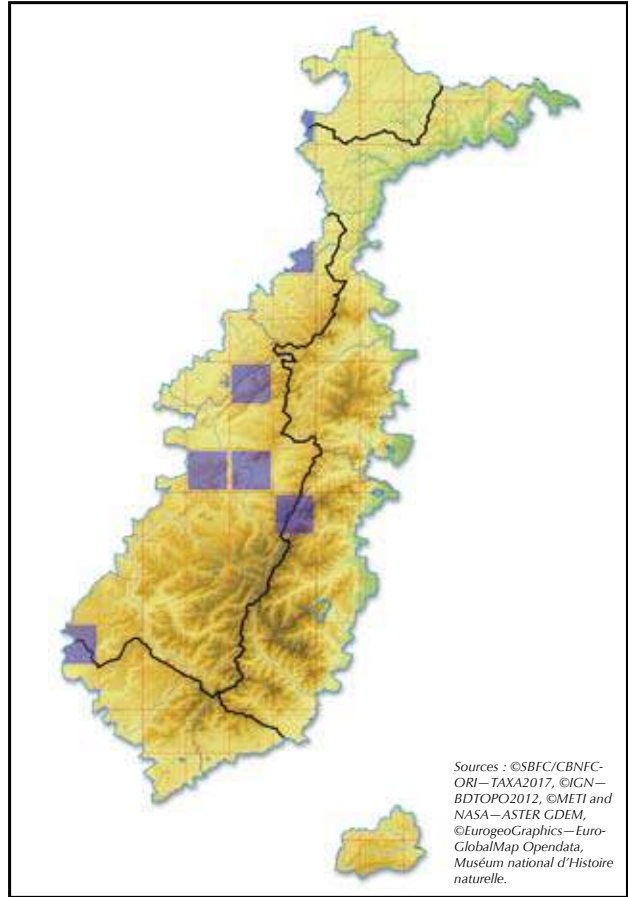 Sources : ©SBFC/CBNFC-
ORI—TAXA2017, ©IGN—
BDTOPO2012, ©METI and
NASA—ASTER GDEM,
©EurogeoGraphics—Euro-
GlobalMap Opendata,
Muséum national d'Histoire
naturelle.